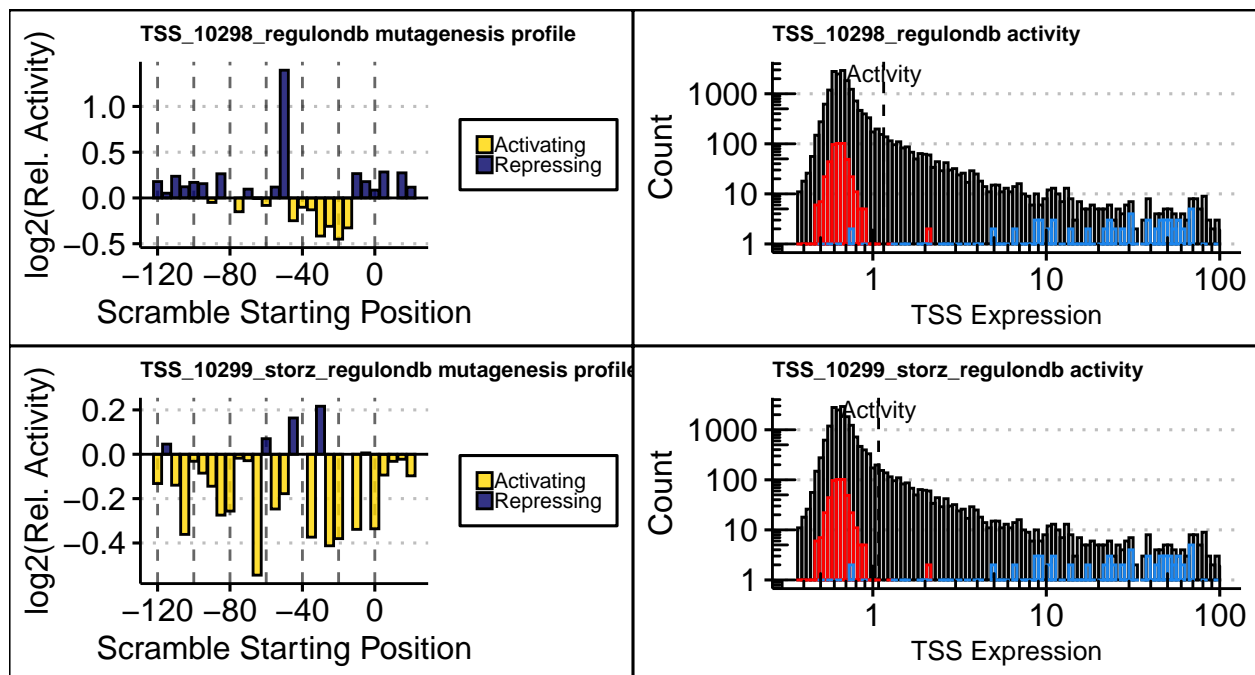 TSS_10298_regulondb mutagenesis profile
log2(Rel. Activity)
1.0
0.5
0.0
−0.5
−120 −80 −40 0
Scramble Starting Position
Activating
Repressing
TSS_10298_regulondb activity
Activity
Count
1000
100
10
1
1 10 100
TSS Expression
TSS_10299_storz_regulondb mutagenesis profile
log2(Rel. Activity)
0.2
0.0
−0.2
−0.4
−120 −80 −40 0
Scramble Starting Position
Activating
Repressing
TSS_10299_storz_regulondb activity
Activity
Count
1000
100
10
1
1 10 100
TSS Expression